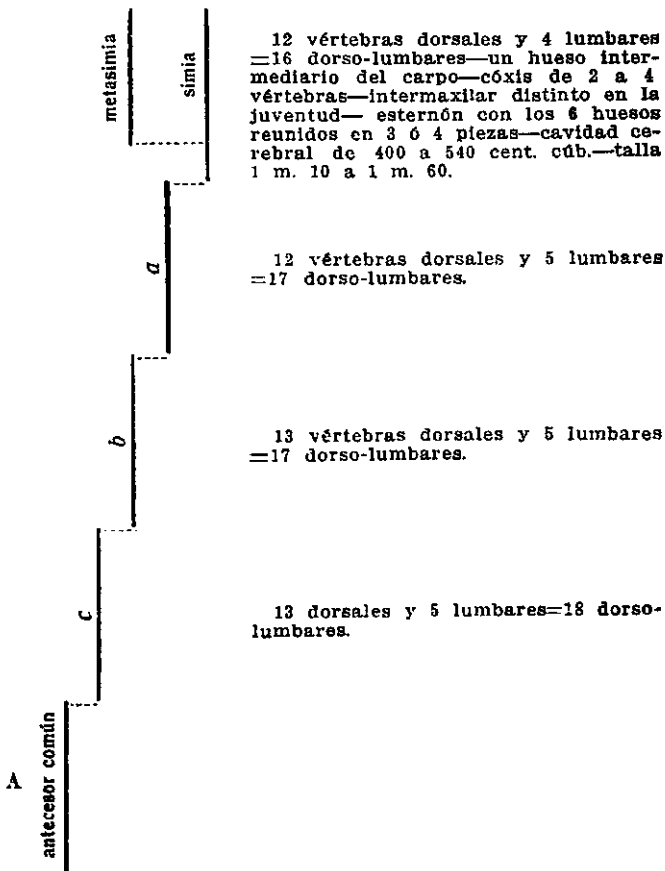 metasimia
simia
12 vértebras dorsales y 4 lumbares
=16 dorso-lumbares—un hueso inter-
mediario del carpo—cóxis de 2 a 4
vértebras—intermaxilar distinto en la
juventud— esternón con los 6 huesos
reunidos en 3 ó 4 piezas—cavidad ce-
rebral de 400 a 540 cent. cúb.—talla
1 m. 10 a 1 m. 60.
a
12 vértebras dorsales y 5 lumbares
=17 dorso-lumbares.
b
13 vértebras dorsales y 5 lumbares
=17 dorso-lumbares.
c
13 dorsales y 5 lumbares=18 dorso-
lumbares.
A
antecesor común